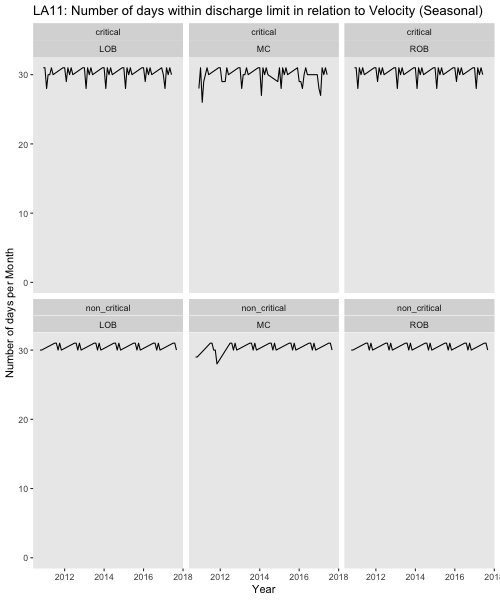 LA11: Number of days within discharge limit in relation to Velocity (Seasonal)
critical critical critical
LOB MC ROB
30
20
10
0
non_critical non_critical non_critical
LOB MC ROB
30
20
10
0
Number of days per Month
2012 2014 2016 2018 2012 2014 2016 2018 2012 2014 2016 201
Year